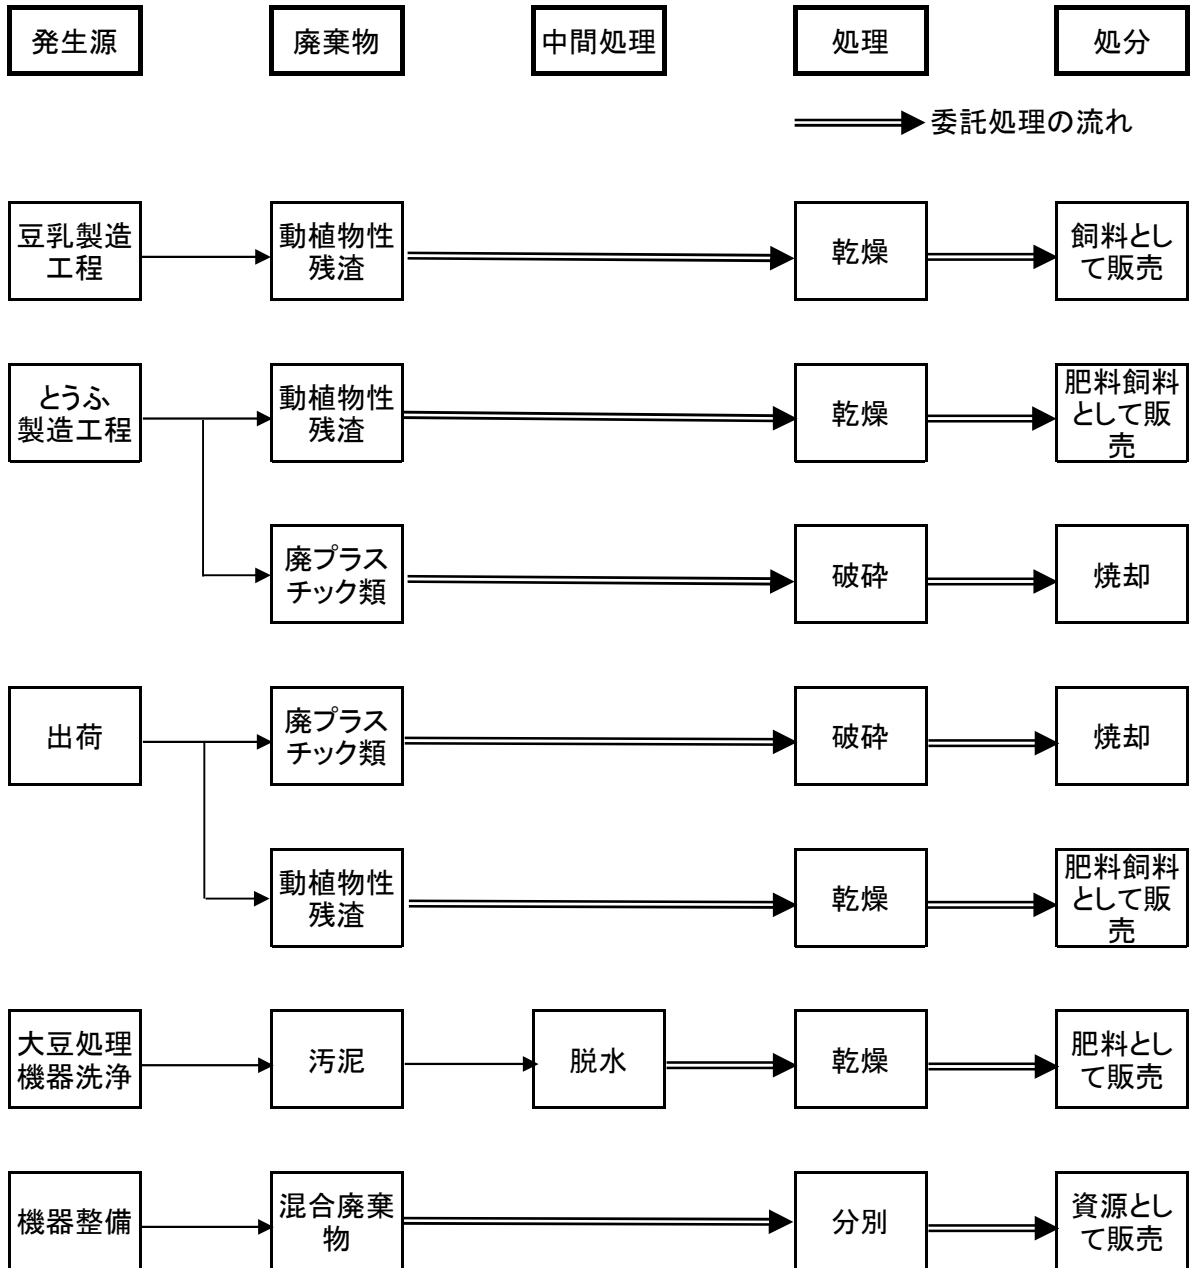 発生源
廃棄物
中間処理
処理
処分
委託処理の流れ
豆乳製造
工程
動植物性
残渣
乾燥
飼料とし
て販売
とうふ
製造工程
動植物性
残渣
乾燥
肥料飼料
として販
売
廃プラス
チック類
破砕
焼却
出荷
廃プラス
チック類
破砕
焼却
動植物性
残渣
乾燥
肥料飼料
として販
売
大豆処理
機器洗浄
汚泥
脱水
乾燥
肥料とし
て販売
機器整備
混合廃棄
物
分別
資源とし
て販売